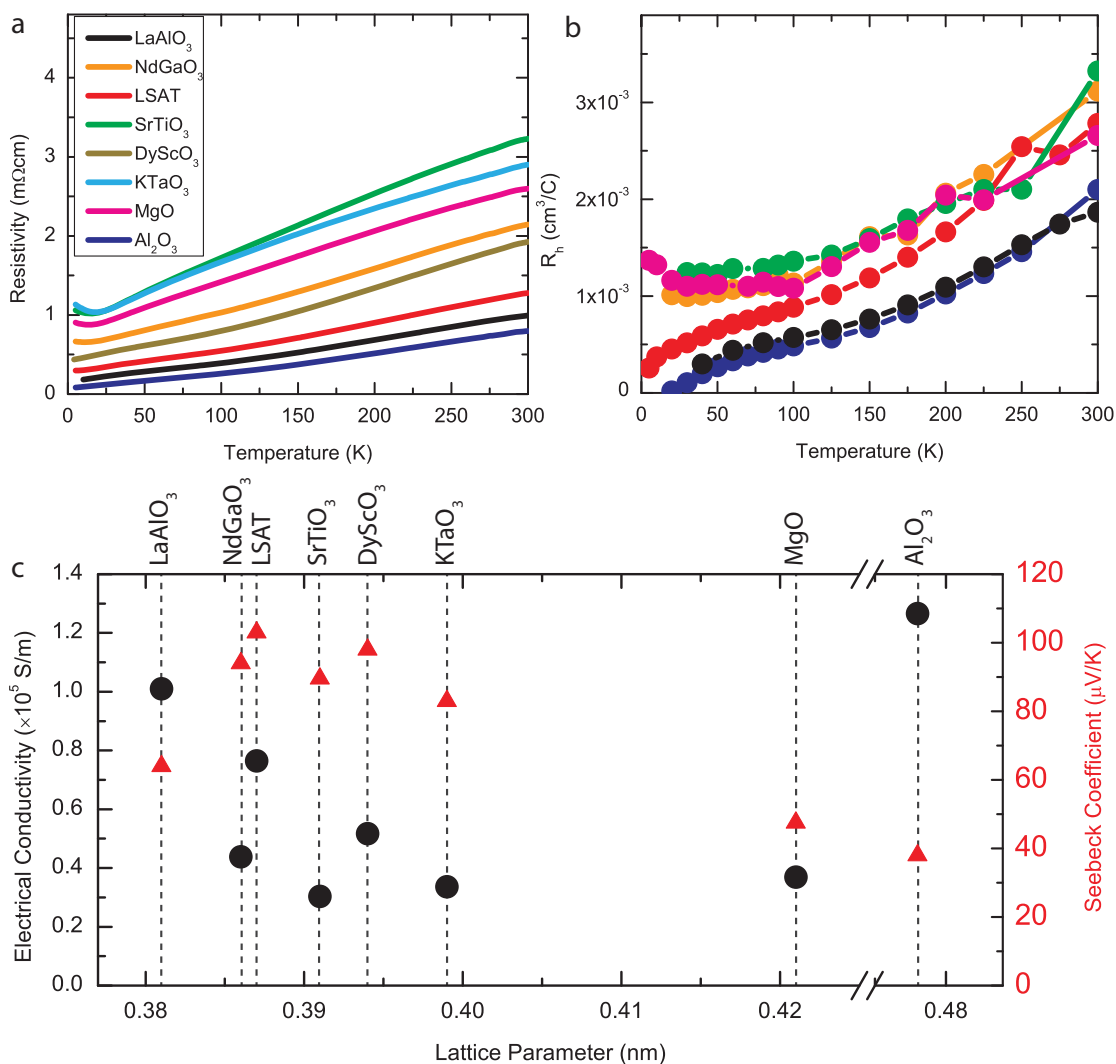 a
LaAlO₃
NdGaO₃
LSAT
SrTiO₃
DyScO₃
KTaO₃
MgO
Al₂O₃
Resistivity (mΩcm)
4
3
2
1
0
0 50 100 150 200 250 300
Temperature (K)
b
R_h (cm³/C)
3x10⁻³
2x10⁻³
1x10⁻³
0
0 50 100 150 200 250 300
Temperature (K)
c
LaAlO₃ NdGaO₃ LSAT SrTiO₃ DyScO₃ KTaO₃ MgO Al₂O₃
Electrical Conductivity (×10⁵ S/m)
1.4
1.2
1.0
0.8
0.6
0.4
0.2
0.0
120
100
80
60
40
20
0
Seebeck Coefficient (μV/K)
0.38 0.39 0.40 0.41 0.42 0.48
Lattice Parameter (nm)